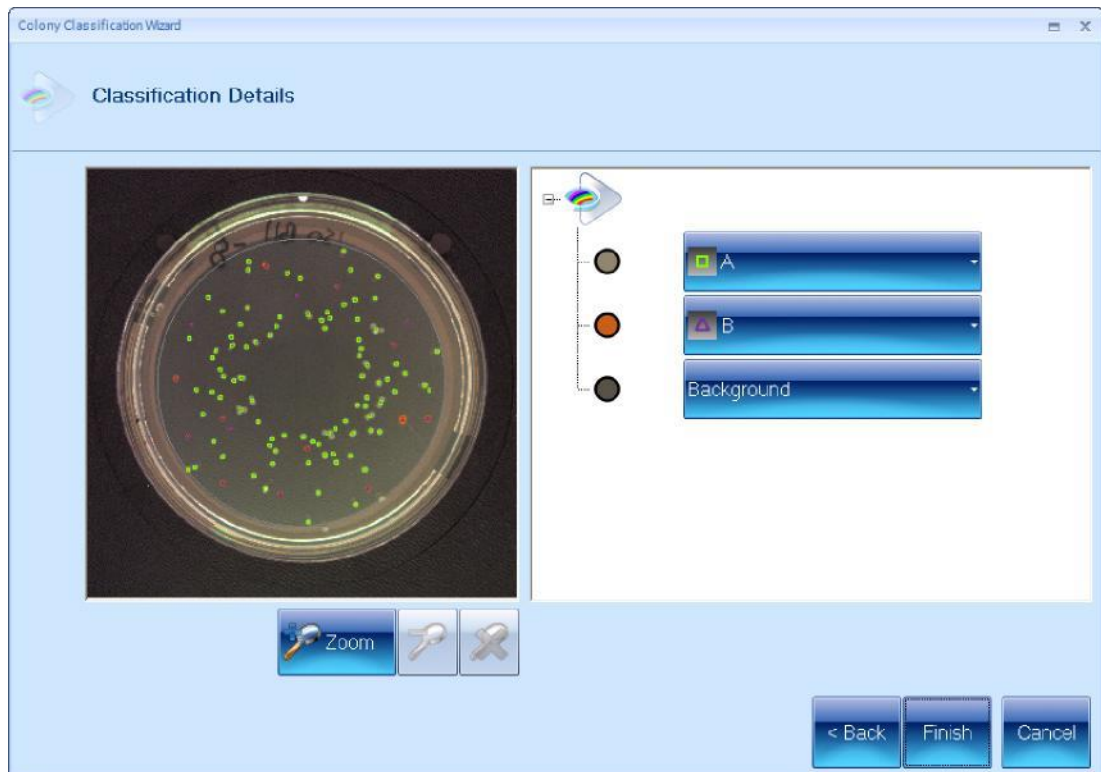 Colony Classification Wizard
Classification Details
A
B
Background
Zoom
< Back
Finish
Cancel